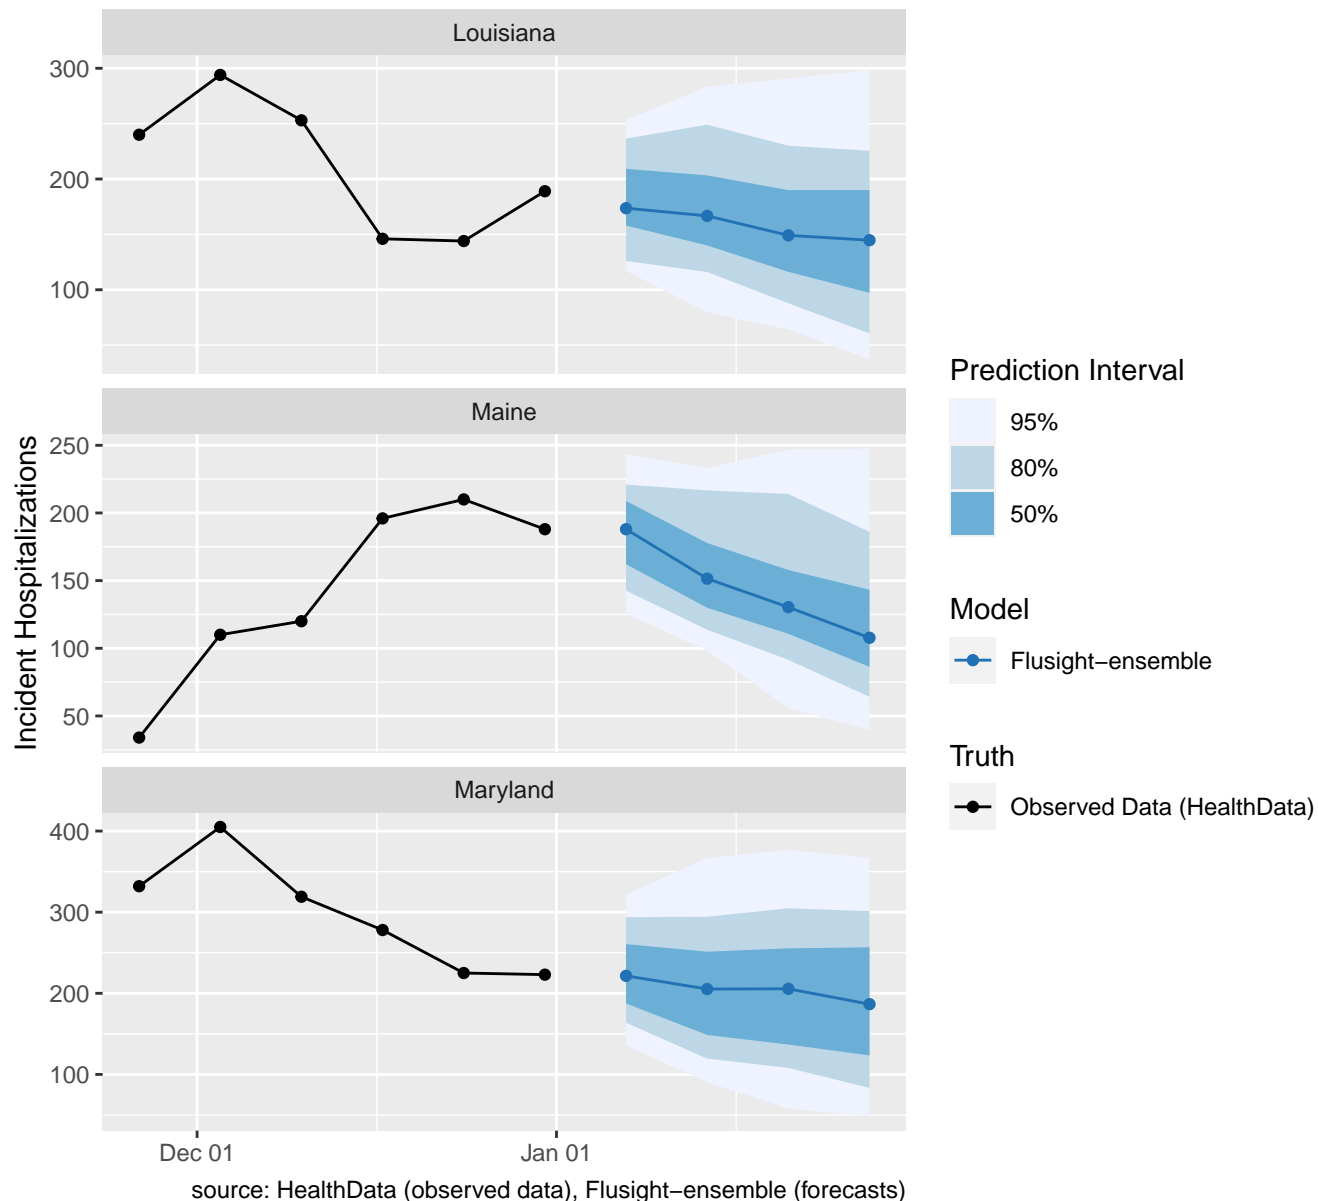 Louisiana
300
200
100
Maine
250
200
150
100
50
Maryland
400
300
200
100
Dec 01
Jan 01
Incident Hospitalizations
source: HealthData (observed data), Flusight−ensemble (forecasts)
Prediction Interval
95%
80%
50%
Model
Flusight−ensemble
Truth
Observed Data (HealthData)